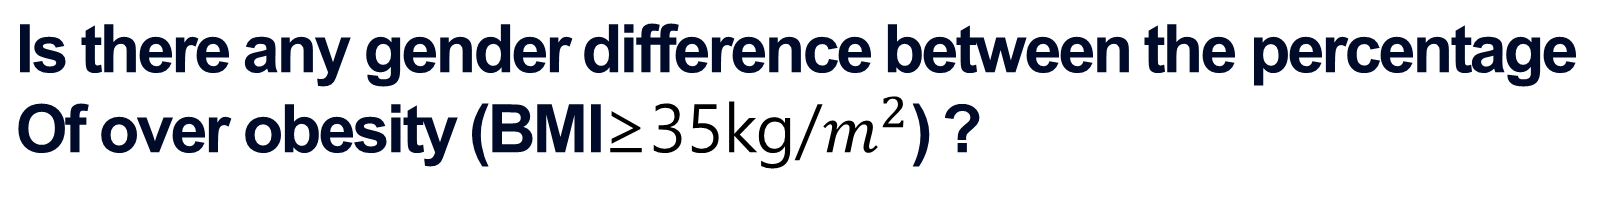 Is there any gender difference between the percentage
Of over obesity (BMI≥35kg/m²) ?